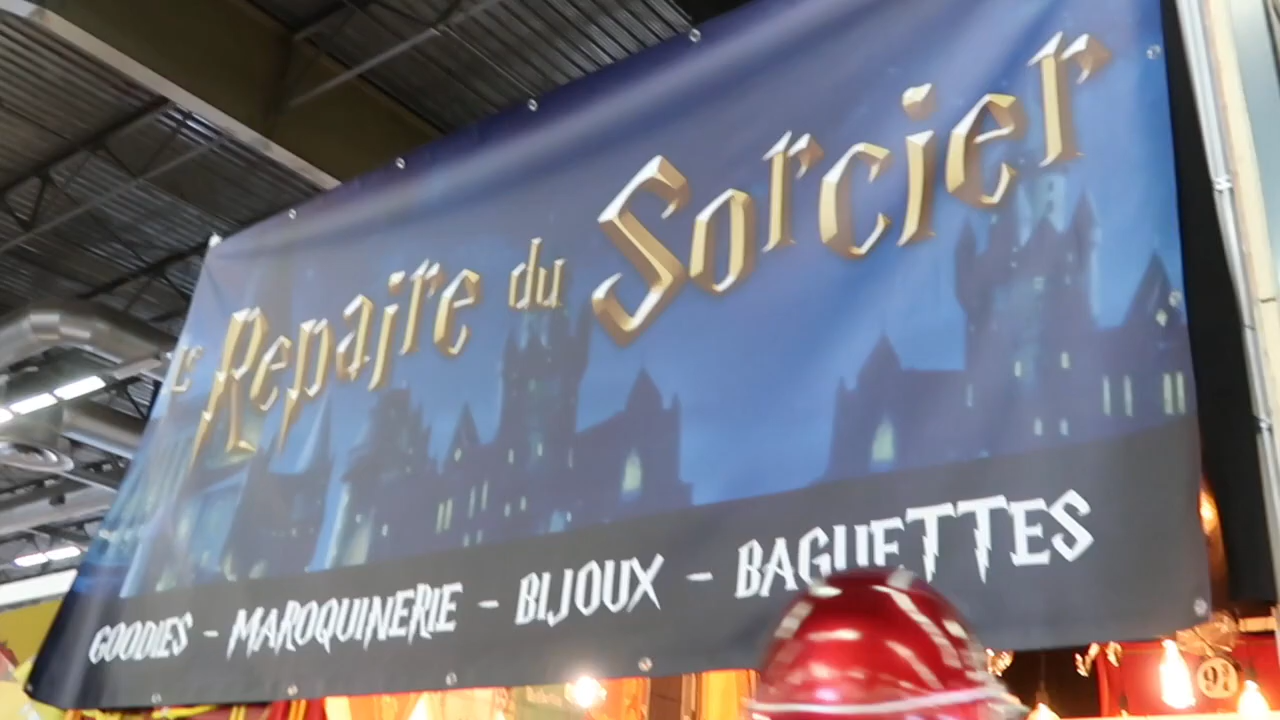 Le Repaire du Sorcier
GOODIES - MAROQUINERIE - BIJOUX - BAGUETTES